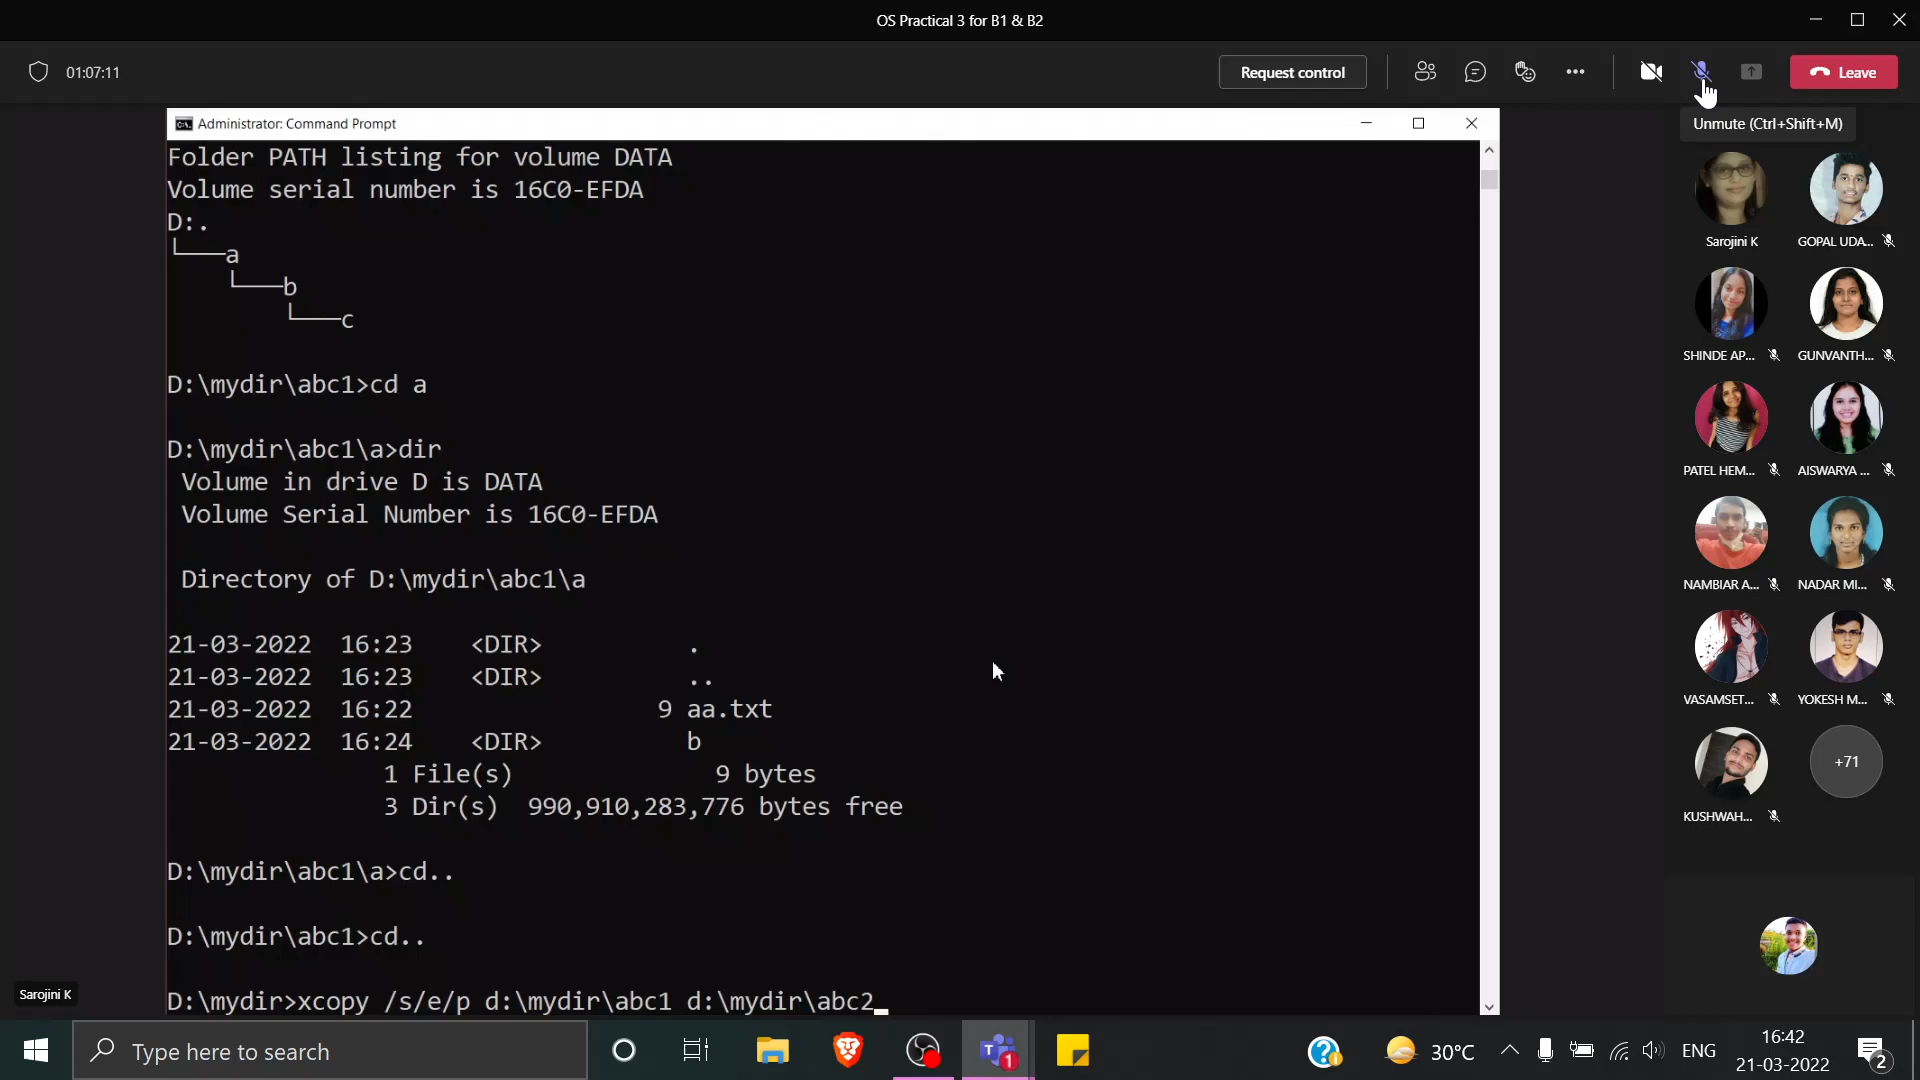 OS Practical 3 for B1 & B2
01:07:11
Request control
Leave
Unmute (Ctrl+Shift+M)
Administrator: Command Prompt
Folder PATH listing for volume DATA
Volume serial number is 16C0-EFDA
D:.
└───a
└───b
└───c
D:\mydir\abc1>cd a
D:\mydir\abc1\a>dir
Volume in drive D is DATA
Volume Serial Number is 16C0-EFDA
Directory of D:\mydir\abc1\a
21-03-2022  16:23    <DIR>          .
21-03-2022  16:23    <DIR>          ..
21-03-2022  16:22                 9 aa.txt
21-03-2022  16:24    <DIR>          b
1 File(s)              9 bytes
3 Dir(s)  990,910,283,776 bytes free
D:\mydir\abc1\a>cd..
D:\mydir\abc1>cd..
D:\mydir>xcopy /s/e/p d:\mydir\abc1 d:\mydir\abc2_
Sarojini K
Sarojini K
GOPAL UDA...
SHINDE AP...
GUNVANTH...
PATEL HEM...
AISWARYA ...
NAMBIAR A...
NADAR MI...
VASAMSET...
YOKESH M...
KUSHWAH...
+71
Type here to search
1
30°C
ENG
16:42
21-03-2022
2